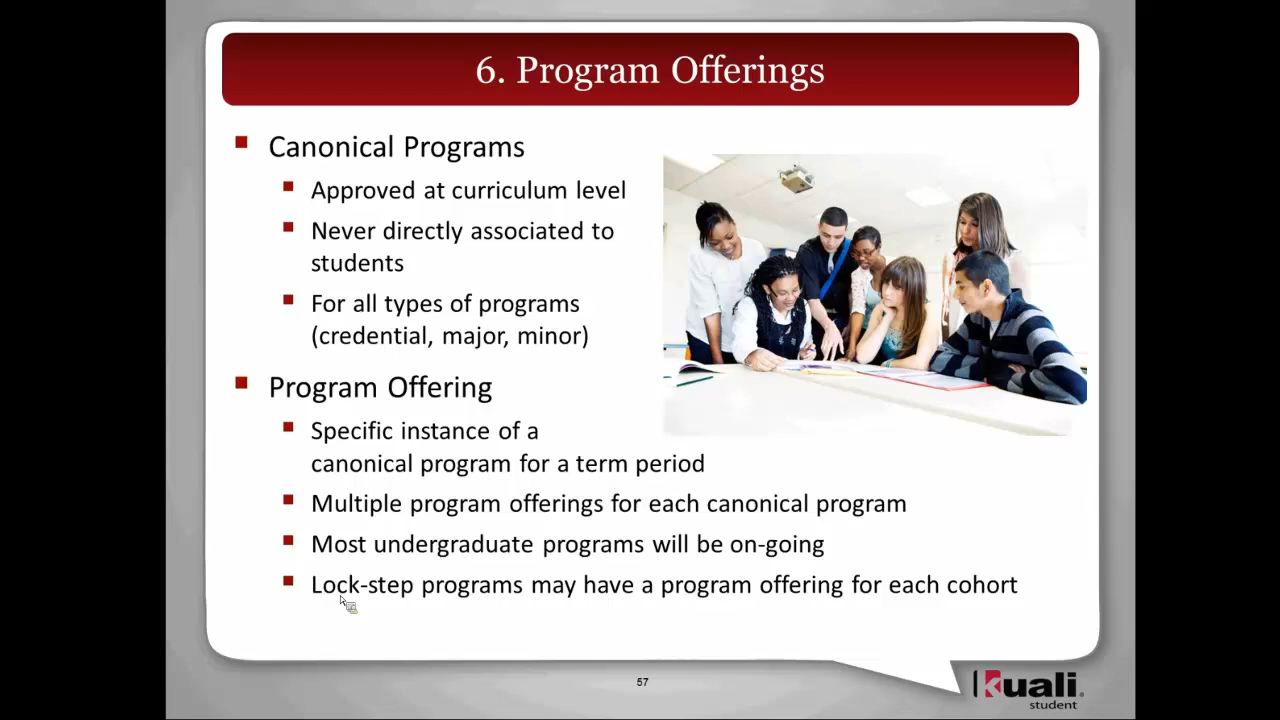 6. Program Offerings
Canonical Programs
Approved at curriculum level
Never directly associated to
students
For all types of programs
(credential, major, minor)
Program Offering
Specific instance of a
canonical program for a term period
Multiple program offerings for each canonical program
Most undergraduate programs will be on-going
Lock-step programs may have a program offering for each cohort
57
Kuali®
student